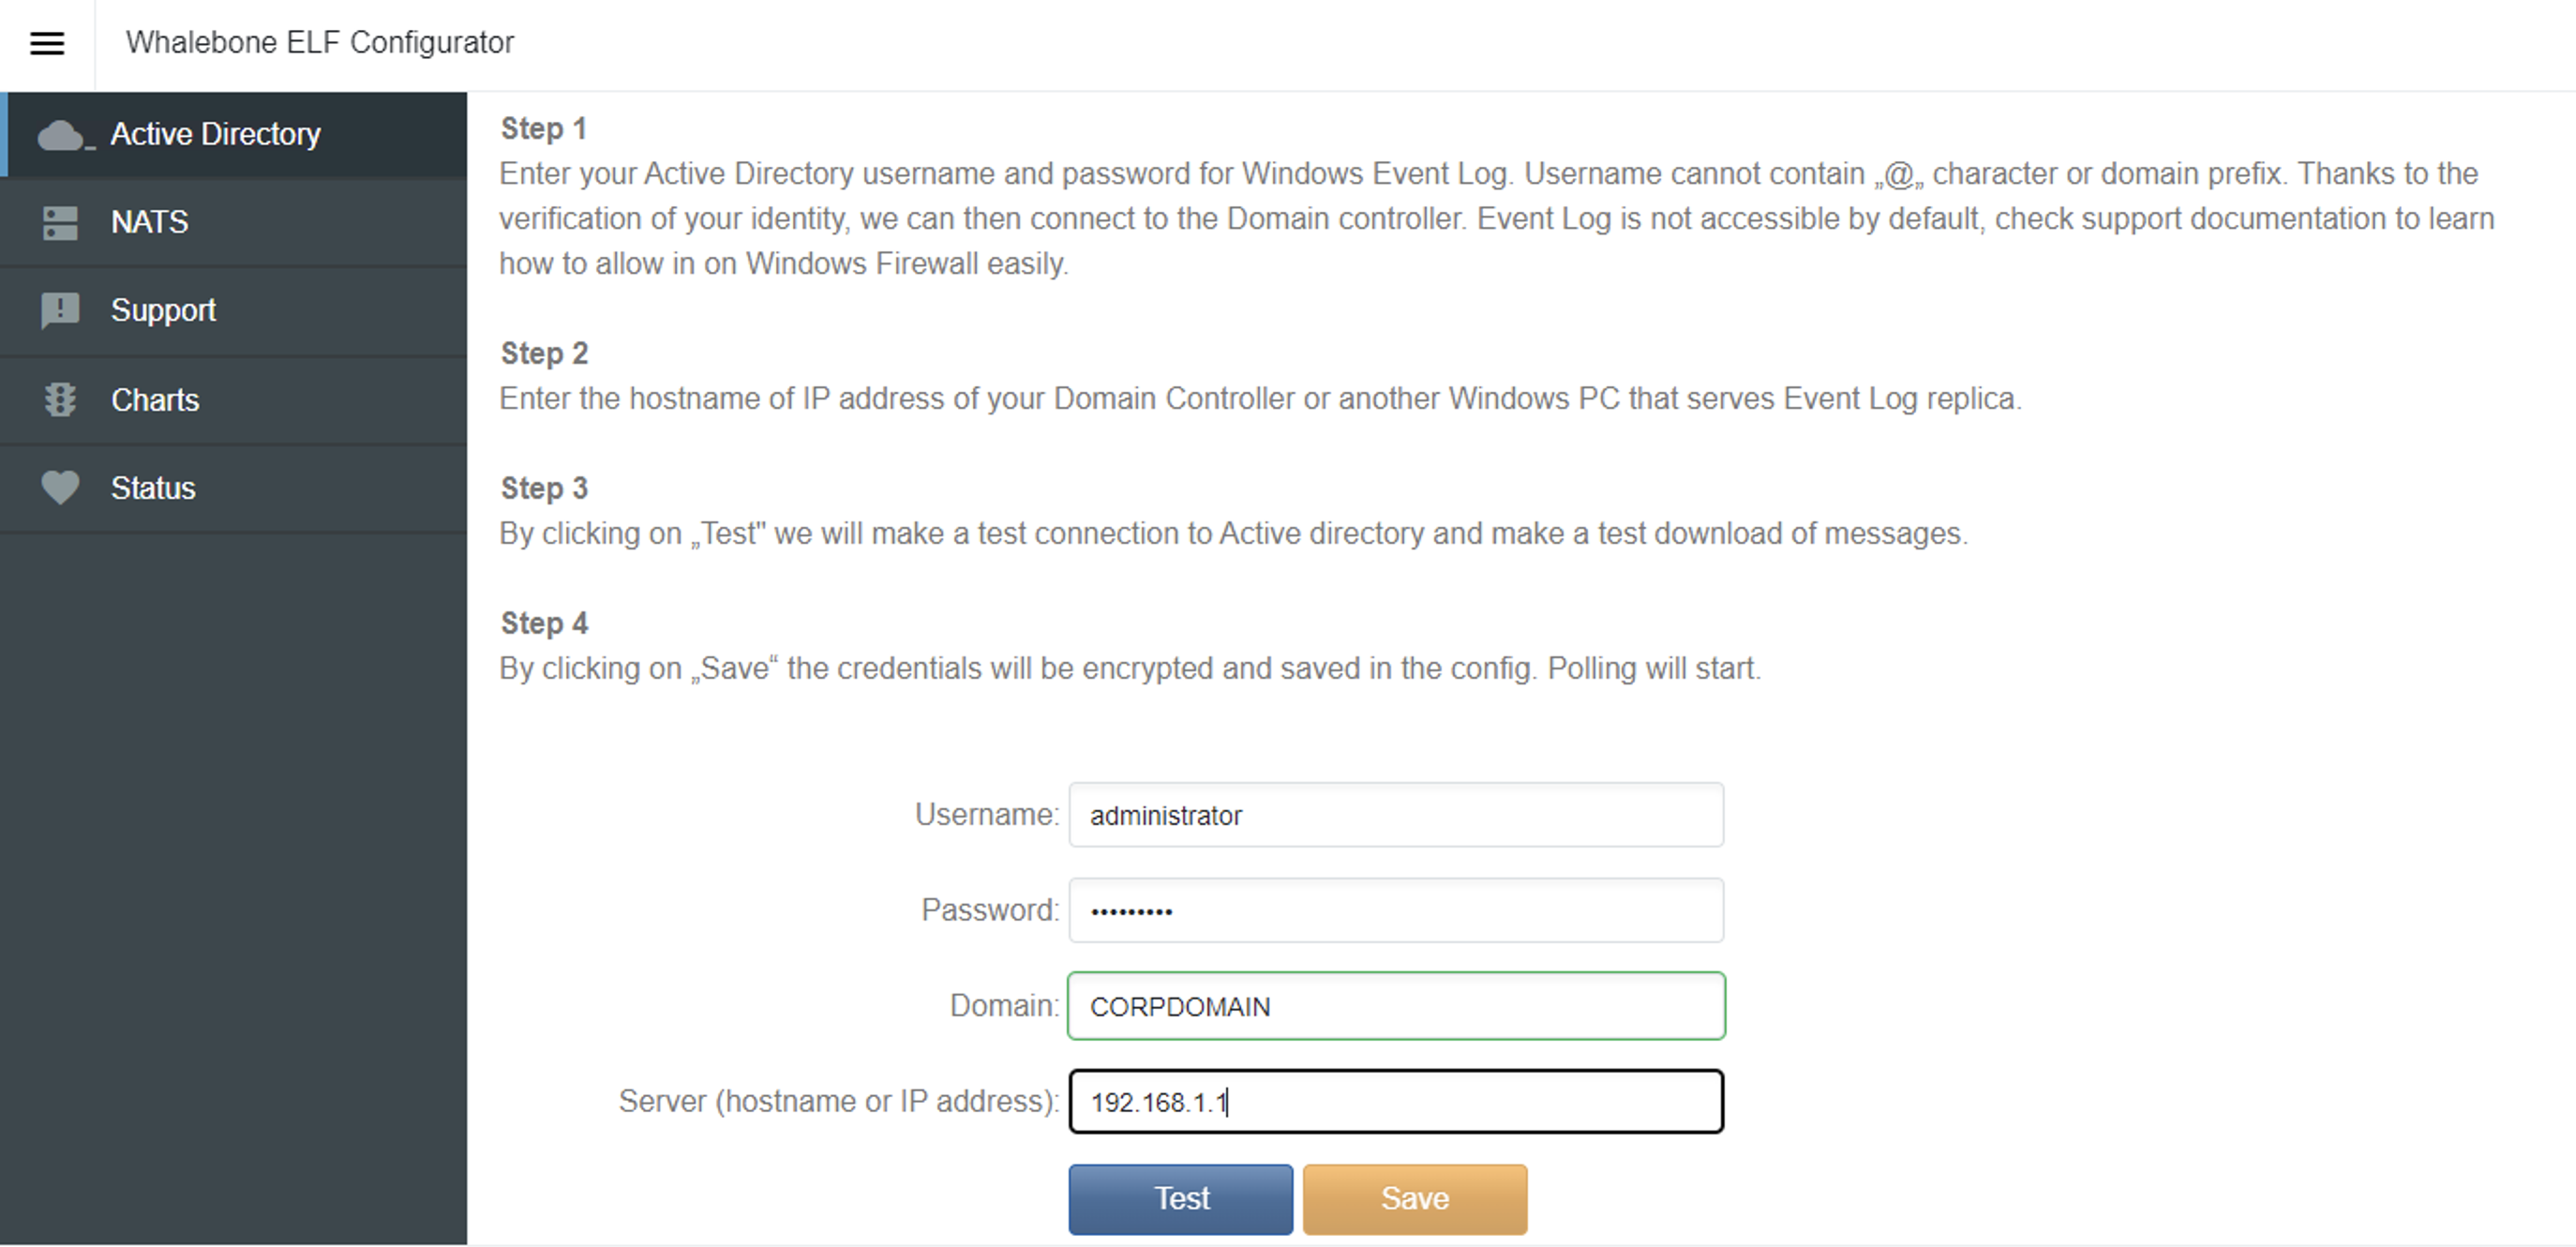 Whalebone ELF Configurator
Active Directory
NATS
Support
Charts
Status
Step 1
Enter your Active Directory username and password for Windows Event Log. Username cannot contain „@„ character or domain prefix. Thanks to the
verification of your identity, we can then connect to the Domain controller. Event Log is not accessible by default, check support documentation to learn
how to allow in on Windows Firewall easily.
Step 2
Enter the hostname of IP address of your Domain Controller or another Windows PC that serves Event Log replica.
Step 3
By clicking on „Test" we will make a test connection to Active directory and make a test download of messages.
Step 4
By clicking on „Save“ the credentials will be encrypted and saved in the config. Polling will start.
Username: administrator
Password: •••••••••
Domain: CORPDOMAIN
Server (hostname or IP address): 192.168.1.1
Test Save